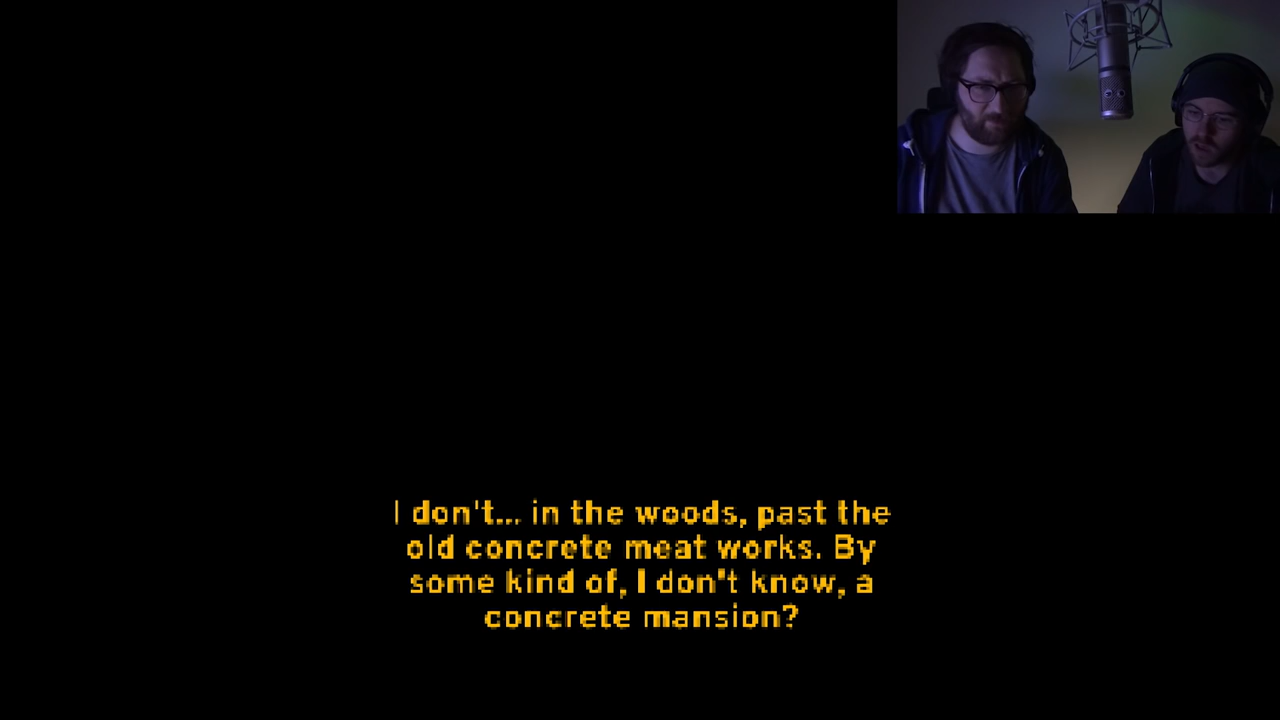 I don't... in the woods, past the
old concrete meat works. By
some kind of, I don't know, a
concrete mansion?